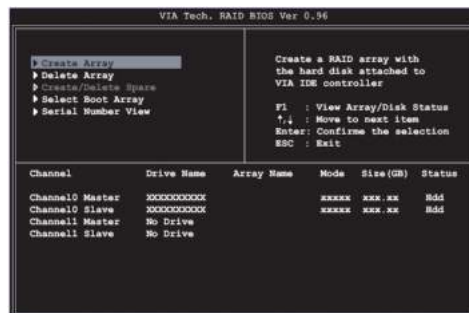 VIA Tech. RAID BIOS Ver 0.96
Create Array
Delete Array
Create/Delete Spare
Select Boot Array
Serial Number View
Create a RAID array with
the hard disk attached to
VIA IDE controller
F1 : View Array/Disk Status
↑,↓ : Move to next item
Enter: Confirme the selection
ESC : Exit
Channel Drive Name Array Name Mode Size(GB) Status
Channel0 Master XXXXXXXXXX xxxxx xxx.xx Hdd
Channel0 Slave XXXXXXXXXX xxxxx xxx.xx Hdd
Channel1 Master No Drive
Channel1 Slave No Drive